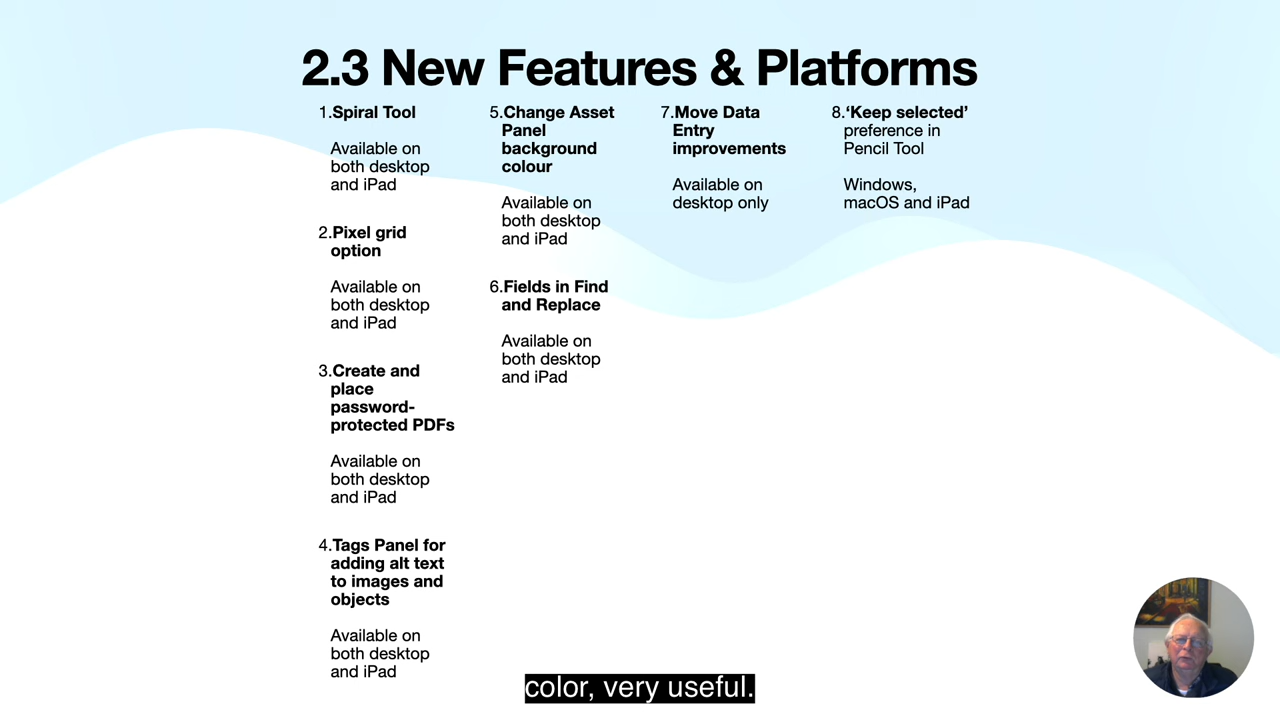 2.3 New Features & Platforms
1.Spiral Tool
Available on
both desktop
and iPad
2.Pixel grid
option
Available on
both desktop
and iPad
3.Create and
place
password-
protected PDFs
Available on
both desktop
and iPad
4.Tags Panel for
adding alt text
to images and
objects
Available on
both desktop
and iPad
5.Change Asset
Panel
background
colour
Available on
both desktop
and iPad
6.Fields in Find
and Replace
Available on
both desktop
and iPad
7.Move Data
Entry
improvements
Available on
desktop only
8.‘Keep selected’
preference in
Pencil Tool
Windows,
macOS and iPad
color, very useful.